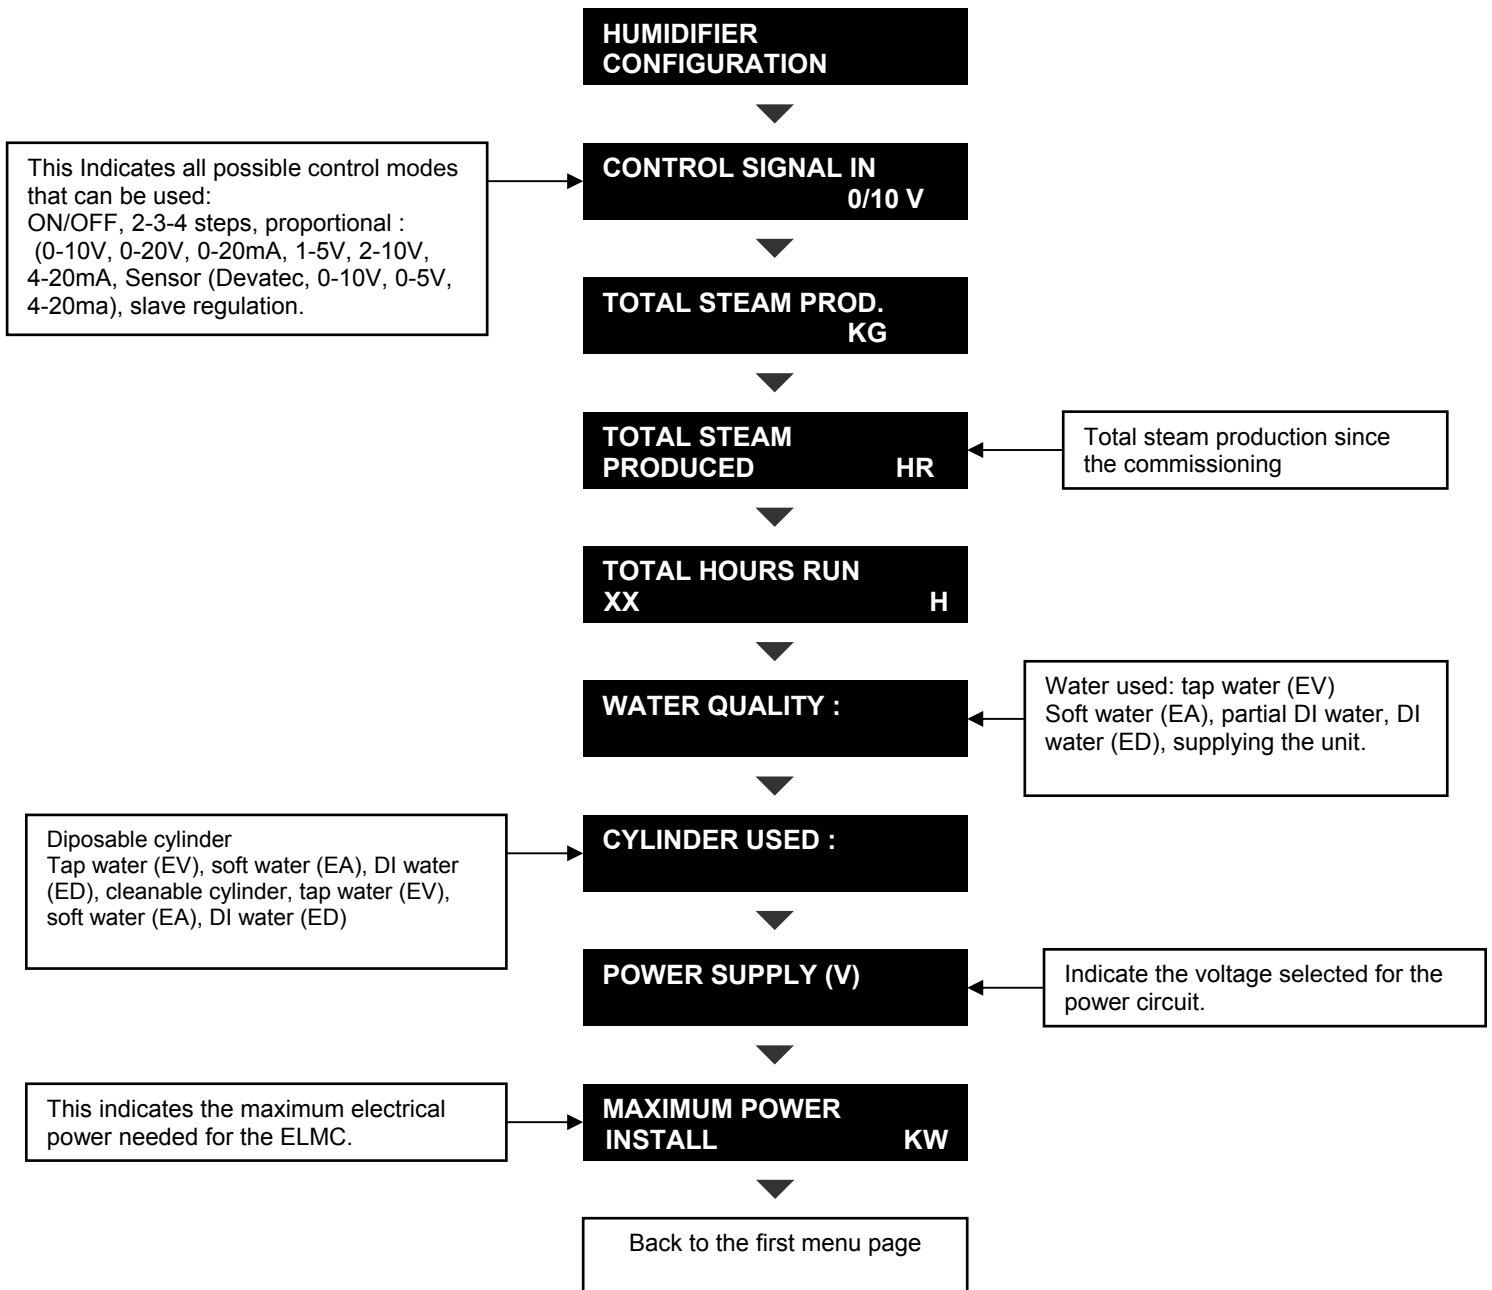 HUMIDIFIER
CONFIGURATION
This Indicates all possible control modes
that can be used:
ON/OFF, 2-3-4 steps, proportional :
(0-10V, 0-20V, 0-20mA, 1-5V, 2-10V,
4-20mA, Sensor (Devatec, 0-10V, 0-5V,
4-20ma), slave regulation.
CONTROL SIGNAL IN
0/10 V
TOTAL STEAM PROD.
KG
TOTAL STEAM
PRODUCED HR
Total steam production since
the commissioning
TOTAL HOURS RUN
XX H
WATER QUALITY :
Water used: tap water (EV)
Soft water (EA), partial DI water, DI
water (ED), supplying the unit.
Diposable cylinder
Tap water (EV), soft water (EA), DI water
(ED), cleanable cylinder, tap water (EV),
soft water (EA), DI water (ED)
CYLINDER USED :
POWER SUPPLY (V)
Indicate the voltage selected for the
power circuit.
This indicates the maximum electrical
power needed for the ELMC.
MAXIMUM POWER
INSTALL KW
Back to the first menu page